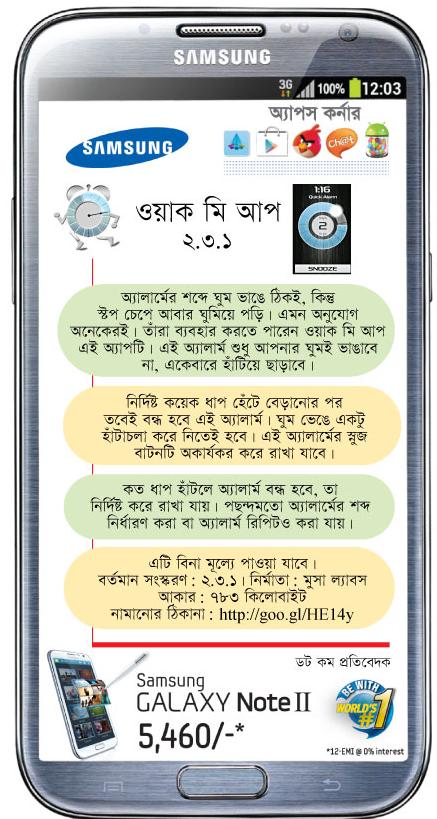 SAMSUNG
3G 100% 12:03
অ্যাপস কর্নার
SAMSUNG
Ch@t
ওয়াক মি আপ
২.৩.১
1:16
Quick Alarm
2
SNOOZE
অ্যালার্মের শব্দে ঘুম ভাঙে ঠিকই, কিন্তু
স্টপ চেপে আবার ঘুমিয়ে পড়ি। এমন অনুযোগ
অনেকেরই। তাঁরা ব্যবহার করতে পারেন ওয়াক মি আপ
এই অ্যাপটি। এই অ্যালার্ম শুধু আপনার ঘুমই ভাঙাবে
না, একেবারে হাঁটিয়ে ছাড়াবে।
নির্দিষ্ট কয়েক ধাপ হেঁটে বেড়ানোর পর
তবেই বন্ধ হবে এই অ্যালার্ম। ঘুম ভেঙে একটু
হাঁটাচলা করে নিতেই হবে। এই অ্যালার্মের স্নুজ
বাটনটি অকার্যকর করে রাখা যাবে।
কত ধাপ হাঁটলে অ্যালার্ম বন্ধ হবে, তা
নির্দিষ্ট করে রাখা যায়। পছন্দমতো অ্যালার্মের শব্দ
নির্ধারণ করা বা অ্যালার্ম রিপিটও করা যায়।
এটি বিনা মূল্যে পাওয়া যাবে।
বর্তমান সংস্করণ : ২.৩.১। নির্মাতা : মুসা ল্যাবস
আকার : ৭৮৩ কিলোবাইট
নামানোর ঠিকানা : http://goo.gl/HE14y
ডট কম প্রতিবেদক
Samsung
GALAXY Note II
5,460/-*
BE WITH
WORLD'S
#1
*12-EMI @ 0% interest